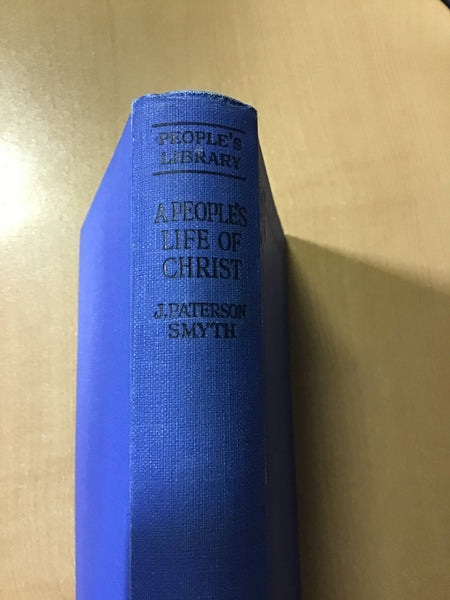 PEOPLE'S
LIBRARY
A PEOPLE'S
LIFE OF
CHRIST
J. PATERSON
SMYTH